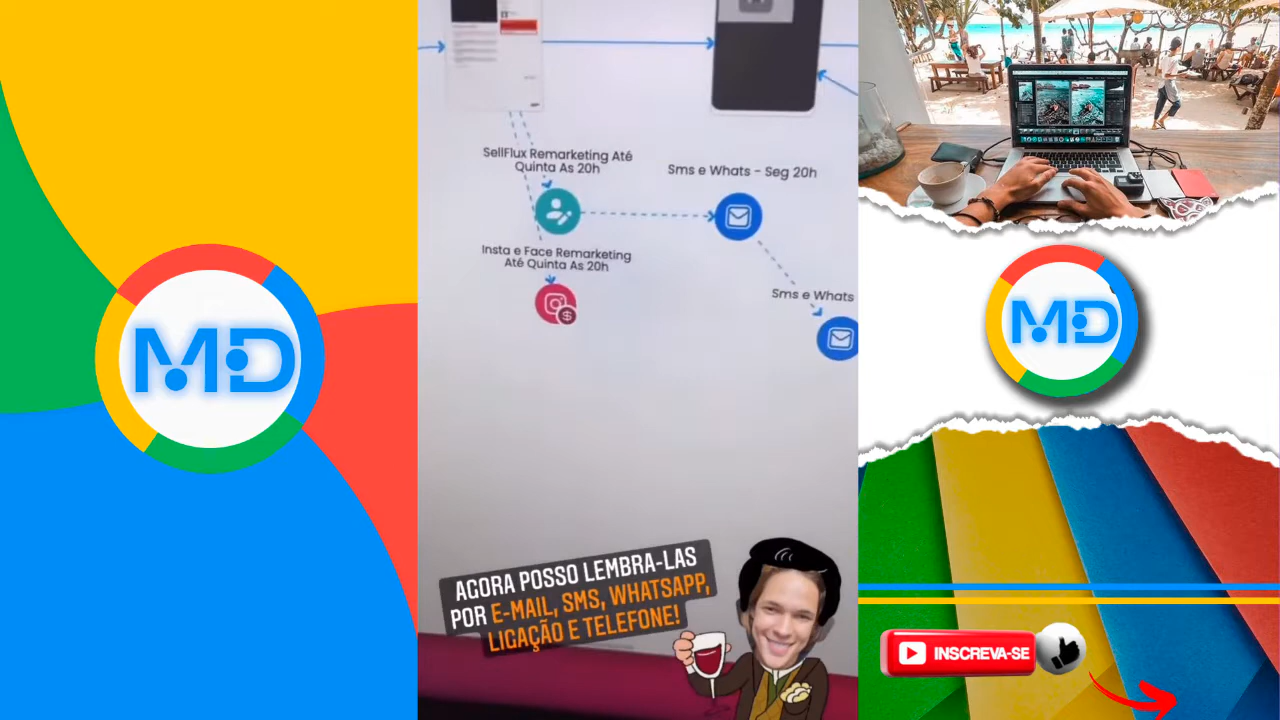 MD
SellFlux Remarketing Até
Quinta As 20h
Sms e Whats - Seg 20h
Insta e Face Remarketing
Até Quinta As 20h
$
Sms e Whats
AGORA POSSO LEMBRA-LAS
POR E-MAIL, SMS, WHATSAPP,
LIGAÇÃO E TELEFONE!
MD
INSCREVA-SE